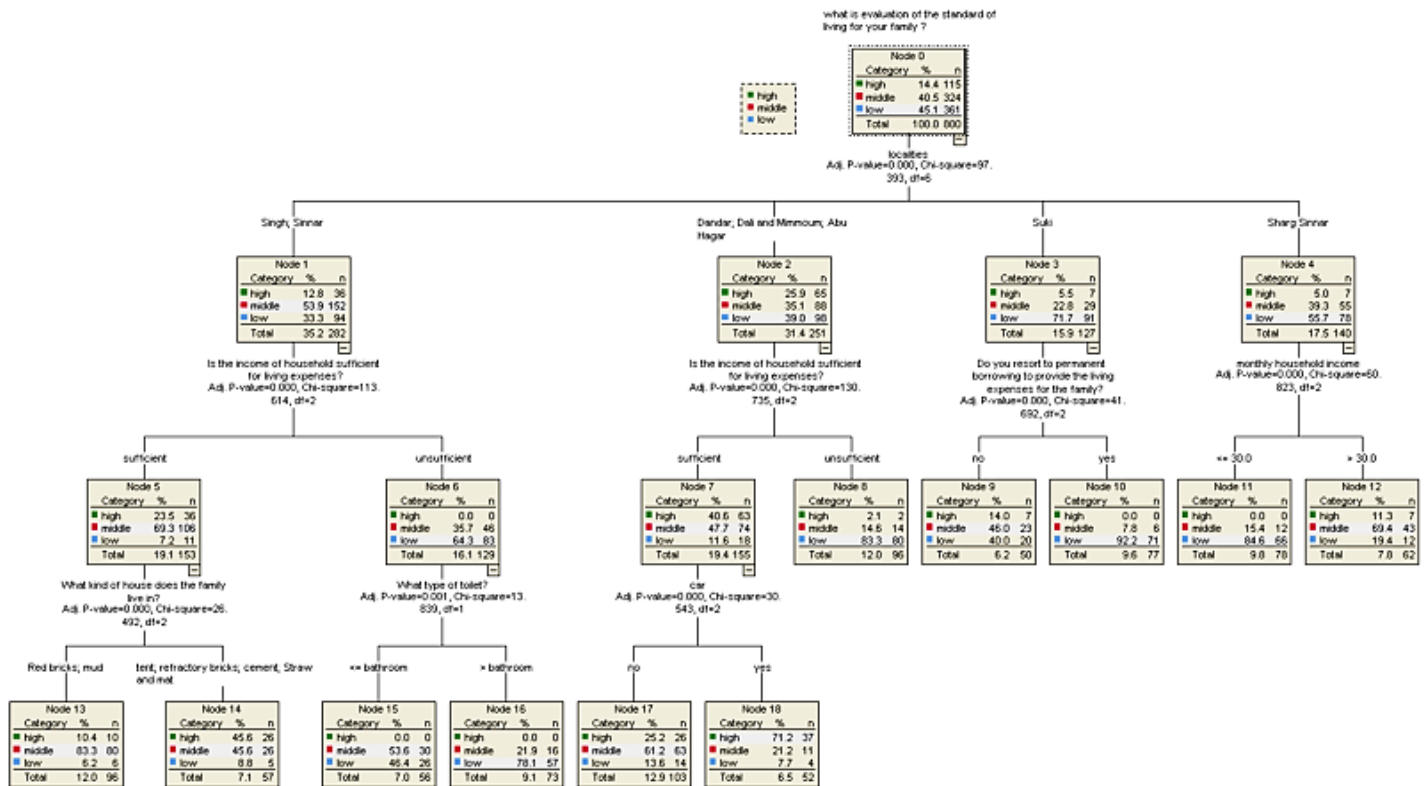 what is evaluation of the standard of
living for your family ?
Node 0
Category % n
high 14.4 115
middle 40.5 324
low 45.1 361
Total 100.0 800
high
middle
low
localties
Adj. P-value=0.000, Chi-square=97.
393, df=6
Singh; Sinnar
Dandar; Dali and Mimmoum; Abu
Hagar
Suki
Sharg Sinnar
Node 1
Category % n
high 12.8 36
middle 53.9 152
low 33.3 94
Total 35.2 282
Node 2
Category % n
high 25.9 65
middle 35.1 88
low 39.0 98
Total 31.4 251
Node 3
Category % n
high 5.5 7
middle 22.8 29
low 71.7 91
Total 15.9 127
Node 4
Category % n
high 5.0 7
middle 39.3 55
low 55.7 78
Total 17.5 140
Is the income of household sufficient
for living expenses?
Adj. P-value=0.000, Chi-square=113.
614, df=2
Is the income of household sufficient
for living expenses?
Adj. P-value=0.000, Chi-square=130.
735, df=2
Do you resort to permanent
borrowing to provide the living
expenses for the family?
Adj. P-value=0.000, Chi-square=41.
692, df=2
monthly household income
Adj. P-value=0.000, Chi-square=60.
823, df=2
sufficient
unsufficient
sufficient
unsufficient
no
yes
<= 30.0
> 30.0
Node 5
Category % n
high 23.5 36
middle 69.3 106
low 7.2 11
Total 19.1 153
Node 6
Category % n
high 0.0 0
middle 35.7 46
low 64.3 83
Total 16.1 129
Node 7
Category % n
high 40.6 63
middle 47.7 74
low 11.6 18
Total 19.4 155
Node 8
Category % n
high 2.1 2
middle 14.6 14
low 83.3 80
Total 12.0 96
Node 9
Category % n
high 14.0 7
middle 46.0 23
low 40.0 20
Total 6.2 50
Node 10
Category % n
high 0.0 0
middle 7.8 6
low 92.2 71
Total 9.6 77
Node 11
Category % n
high 0.0 0
middle 15.4 12
low 84.6 66
Total 9.8 78
Node 12
Category % n
high 11.3 7
middle 69.4 43
low 19.4 12
Total 7.8 62
What kind of house does the family
live in?
Adj. P-value=0.000, Chi-square=26.
492, df=2
What type of toilet?
Adj. P-value=0.001, Chi-square=13.
839, df=1
car
Adj. P-value=0.000, Chi-square=30.
543, df=2
Red bricks; mud
tent; refractory bricks; cement, Straw
and mat
<= bathroom
> bathroom
no
yes
Node 13
Category % n
high 10.4 10
middle 83.3 80
low 6.2 6
Total 12.0 96
Node 14
Category % n
high 45.6 26
middle 45.6 26
low 8.8 5
Total 7.1 57
Node 15
Category % n
high 0.0 0
middle 53.6 30
low 46.4 26
Total 7.0 56
Node 16
Category % n
high 0.0 0
middle 21.9 16
low 78.1 57
Total 9.1 73
Node 17
Category % n
high 25.2 26
middle 61.2 63
low 13.6 14
Total 12.9 103
Node 18
Category % n
high 71.2 37
middle 21.2 11
low 7.7 4
Total 6.5 52